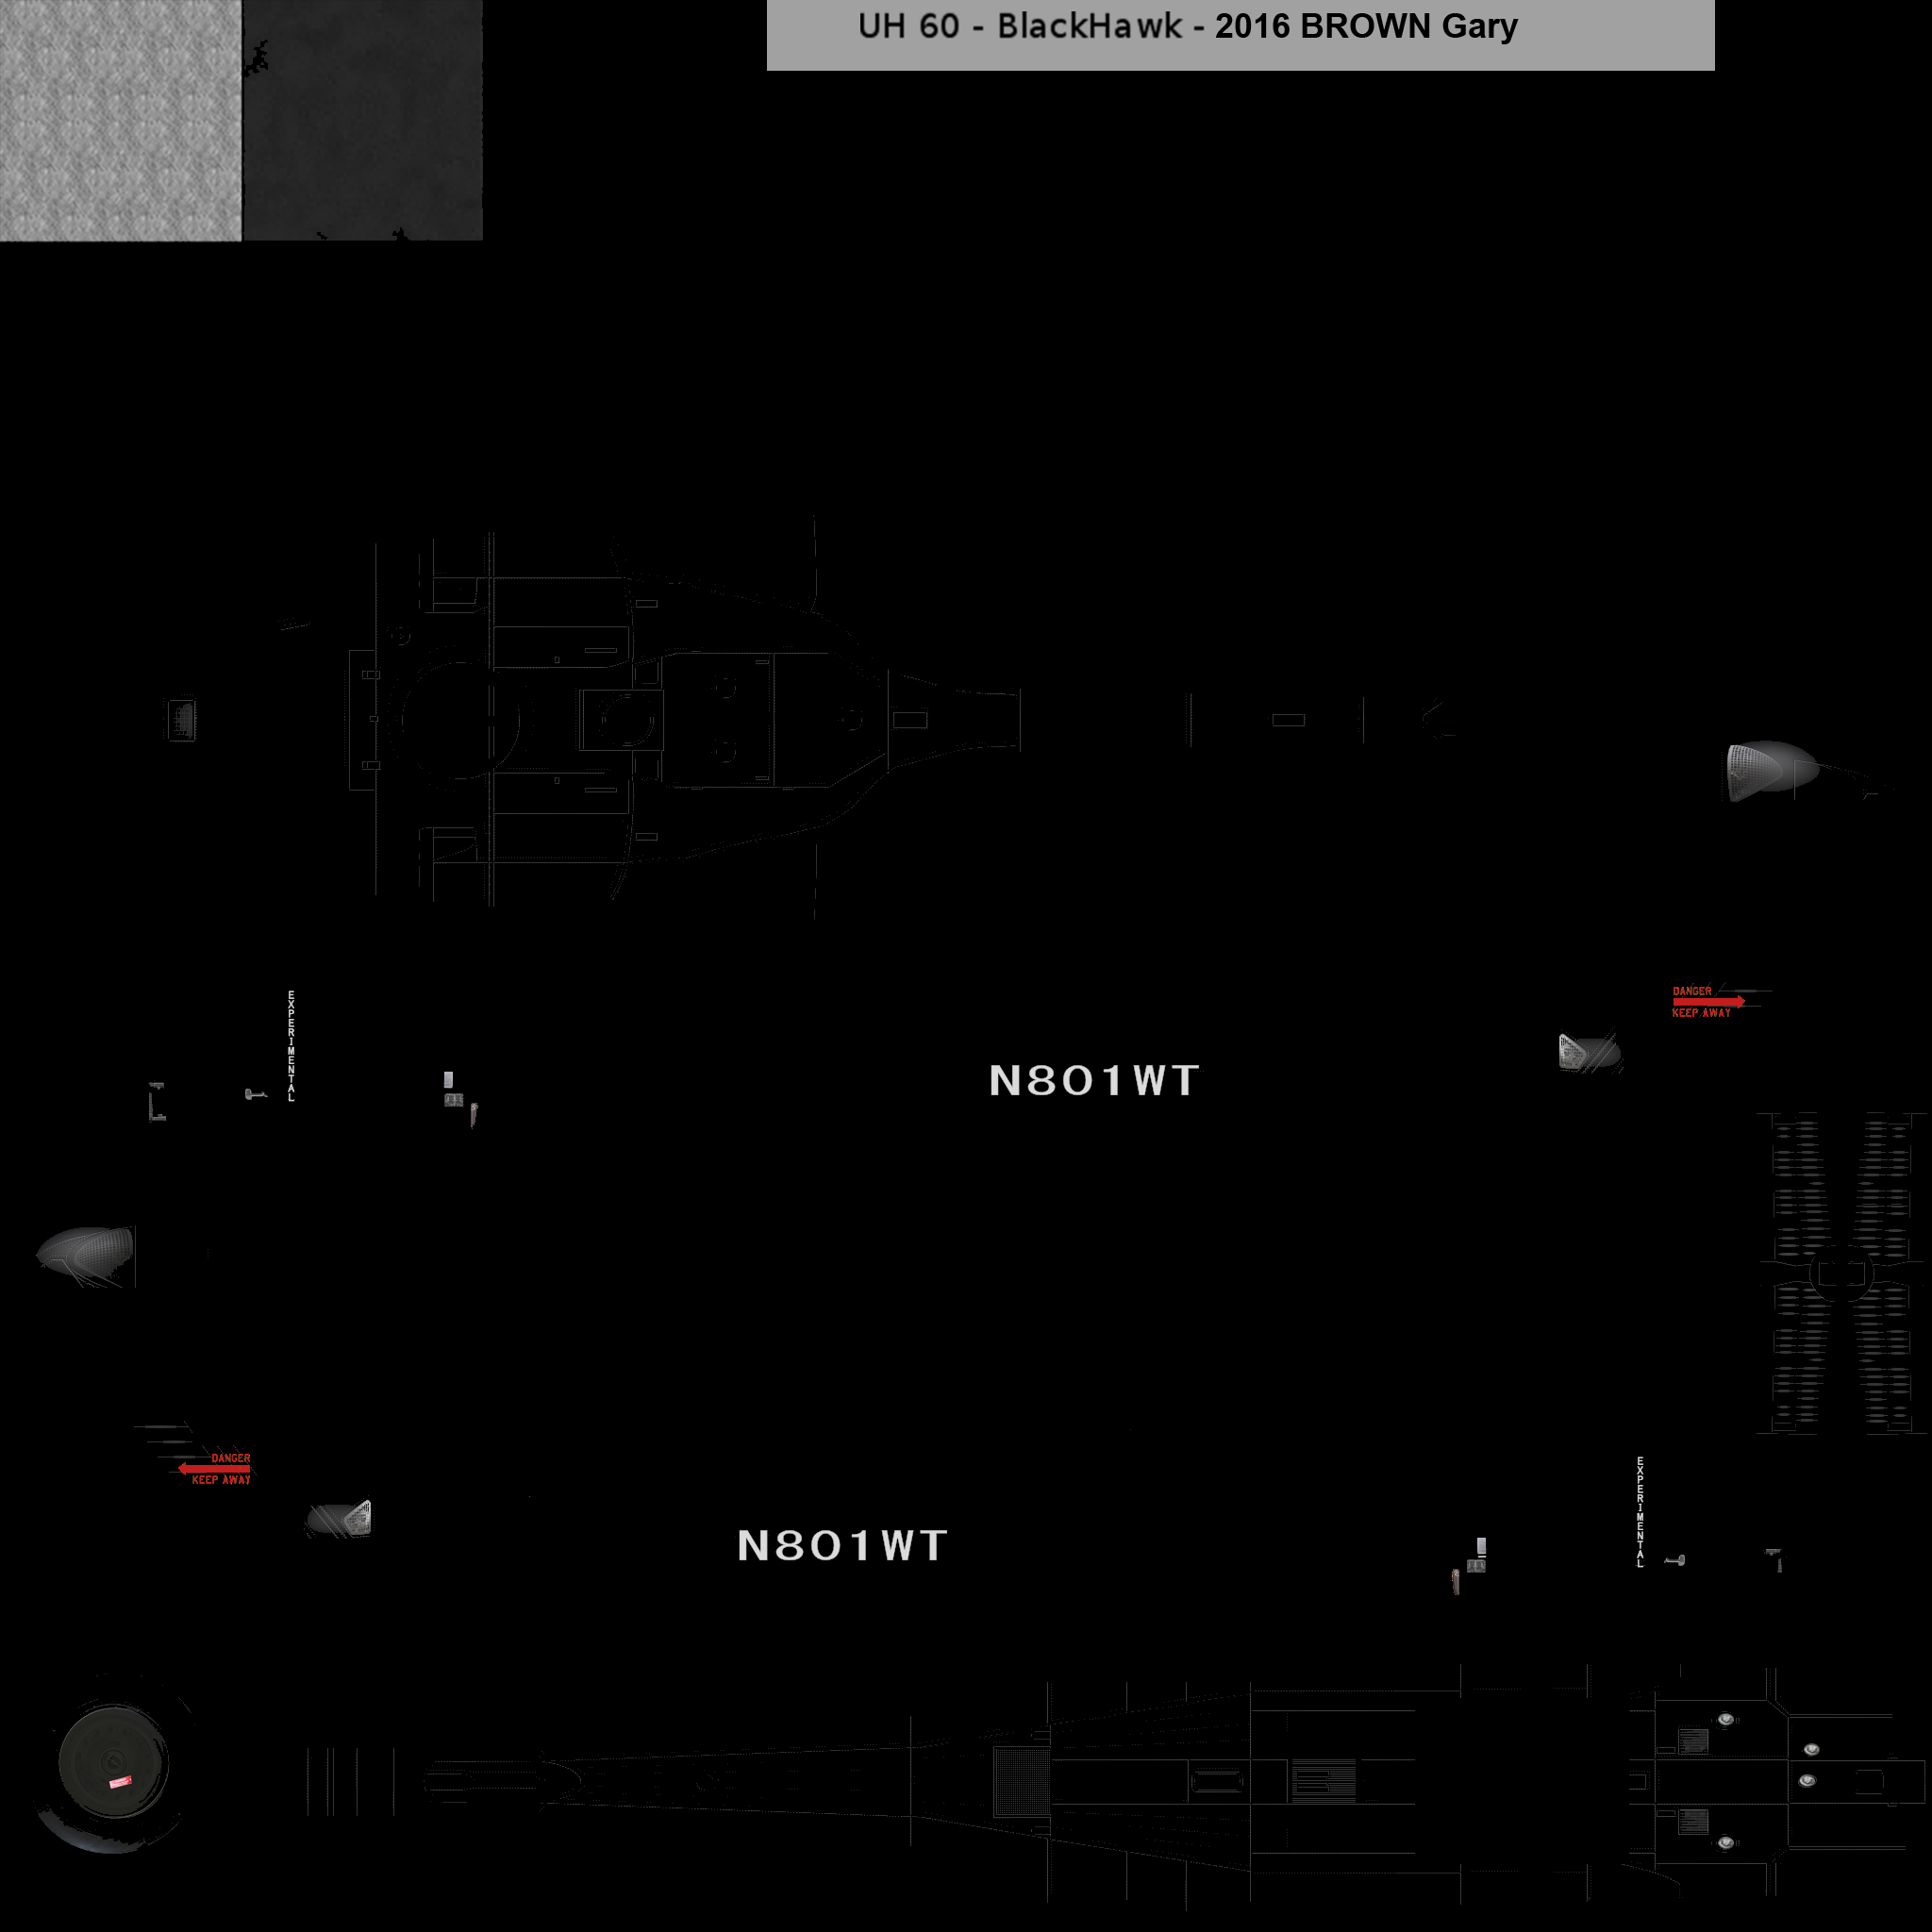 UH 60 - BlackHawk - 2016 BROWN Gary
EXPERIMENTAL
DANGER
KEEP AWAY
N801WT
DANGER
KEEP AWAY
EXPERIMENTAL
N801WT